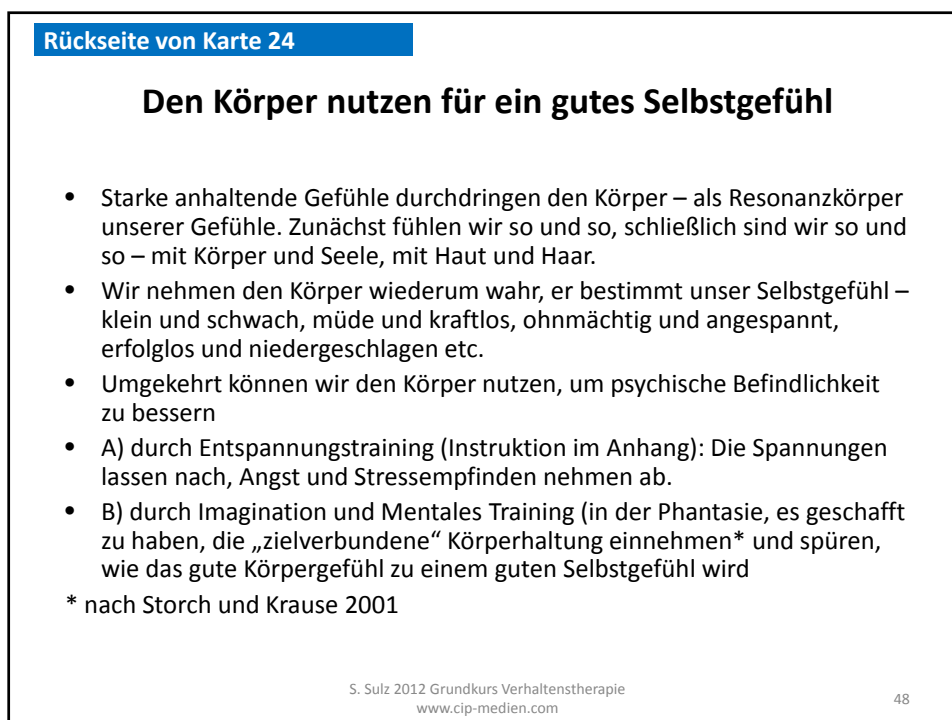 Rückseite von Karte 24
Den Körper nutzen für ein gutes Selbstgefühl
• Starke anhaltende Gefühle durchdringen den Körper – als Resonanzkörper
unserer Gefühle. Zunächst fühlen wir so und so, schließlich sind wir so und
so – mit Körper und Seele, mit Haut und Haar.
• Wir nehmen den Körper wiederum wahr, er bestimmt unser Selbstgefühl –
klein und schwach, müde und kraftlos, ohnmächtig und angespannt,
erfolglos und niedergeschlagen etc.
• Umgekehrt können wir den Körper nutzen, um psychische Befindlichkeit
zu bessern
• A) durch Entspannungstraining (Instruktion im Anhang): Die Spannungen
lassen nach, Angst und Stressempfinden nehmen ab.
• B) durch Imagination und Mentales Training (in der Phantasie, es geschafft
zu haben, die „zielverbundene“ Körperhaltung einnehmen* und spüren,
wie das gute Körpergefühl zu einem guten Selbstgefühl wird
* nach Storch und Krause 2001
S. Sulz 2012 Grundkurs Verhaltenstherapie
www.cip-medien.com
48